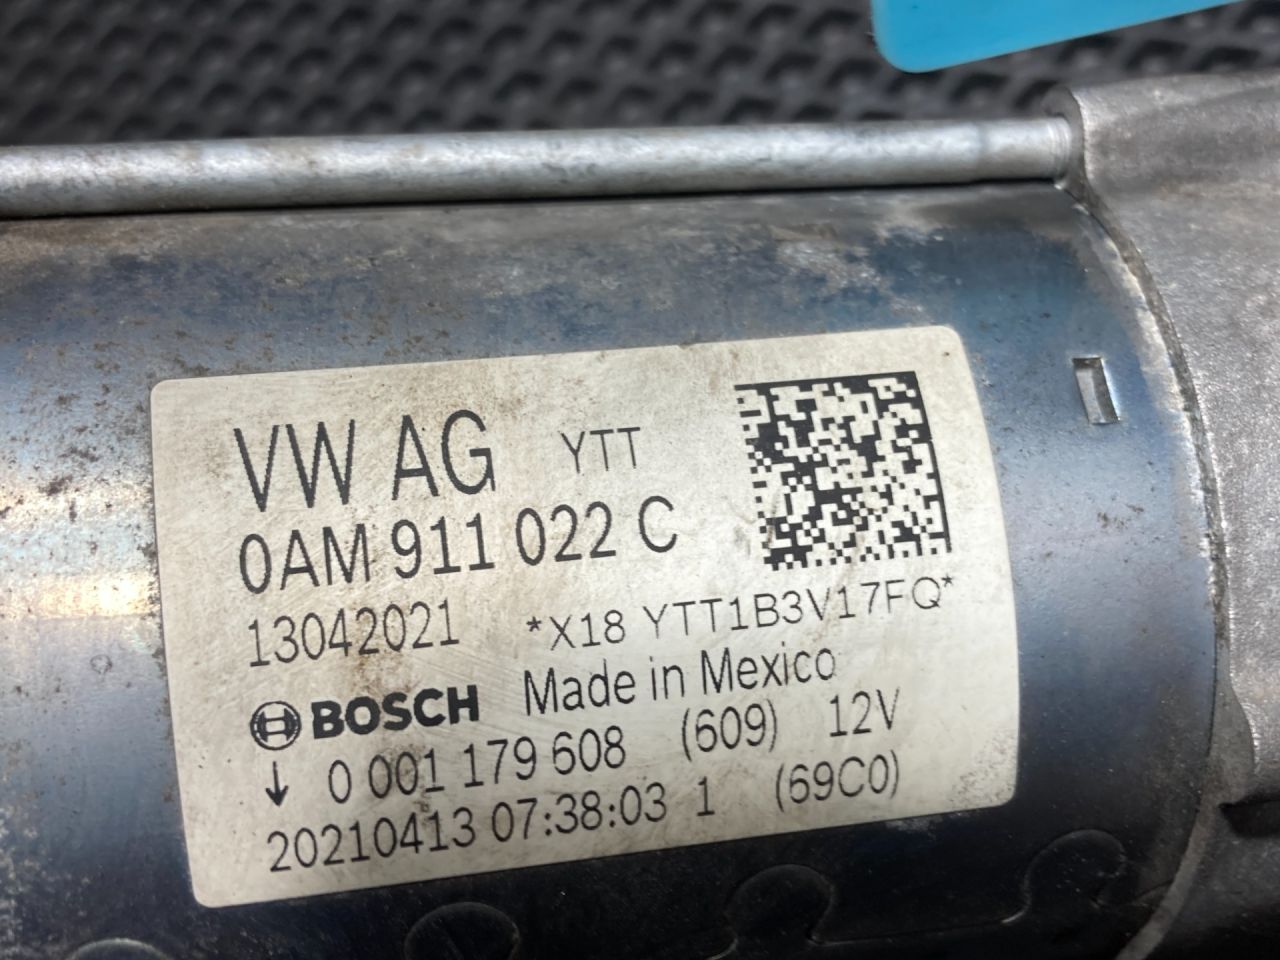 VW AG YTT
0AM 911 022 C
13042021 *X18 YTT1B3V17FQ*
BOSCH Made in Mexico
↓ 0 001 179 608 (609) 12V
20210413 07:38:03 1 (69C0)